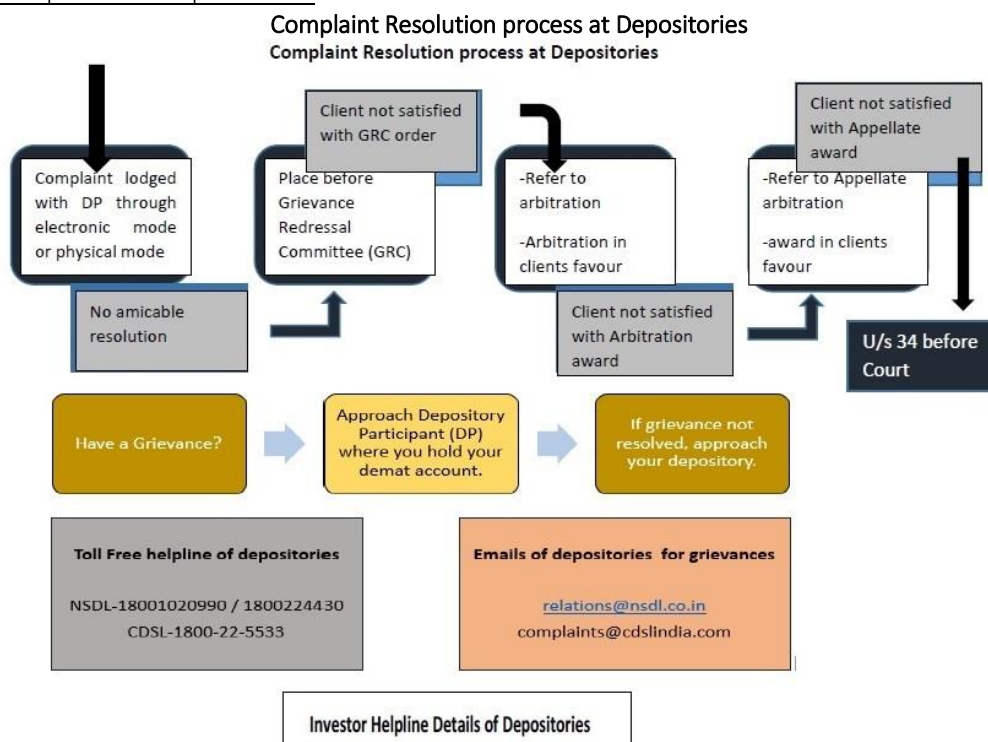 Complaint Resolution process at Depositories
Complaint Resolution process at Depositories
Client not satisfied
with GRC order
Client not satisfied
with Appellate
award
Complaint lodged
with DP through
electronic mode
or physical mode
Place before
Grievance
Redressal
Committee (GRC)
-Refer to
arbitration
-Arbitration in
clients favour
-Refer to Appellate
arbitration
-award in clients
favour
No amicable
resolution
Client not satisfied
with Arbitration
award
U/s 34 before
Court
Have a Grievance?
Approach Depository
Participant (DP)
where you hold your
demat account.
If grievance not
resolved, approach
your depository.
Toll Free helpline of depositories
NSDL-18001020990 / 1800224430
CDSL-1800-22-5533
Emails of depositories for grievances
relations@nsdl.co.in
complaints@cdslindia.com
Investor Helpline Details of Depositories